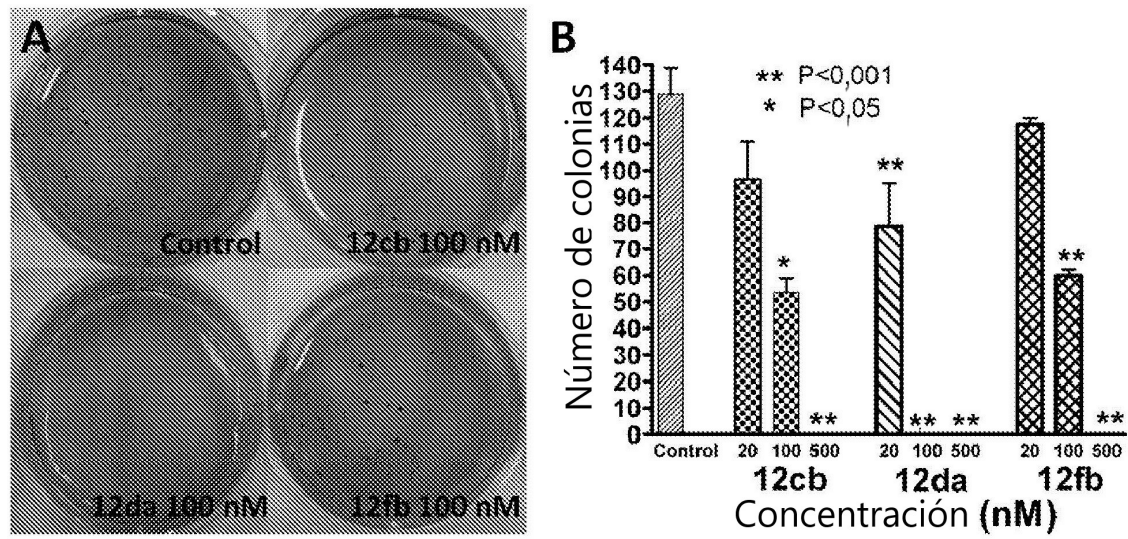 A
Control
12cb 100 nM
12da 100 nM
12fb 100 nM
B
** P<0,001
* P<0,05
Número de colonias
140
130
120
110
100
90
80
70
60
50
40
30
20
10
0
**
*
**
**
**
**
**
Control 20 100 500 20 100 500 20 100 500
12cb 12da 12fb
Concentración (nM)